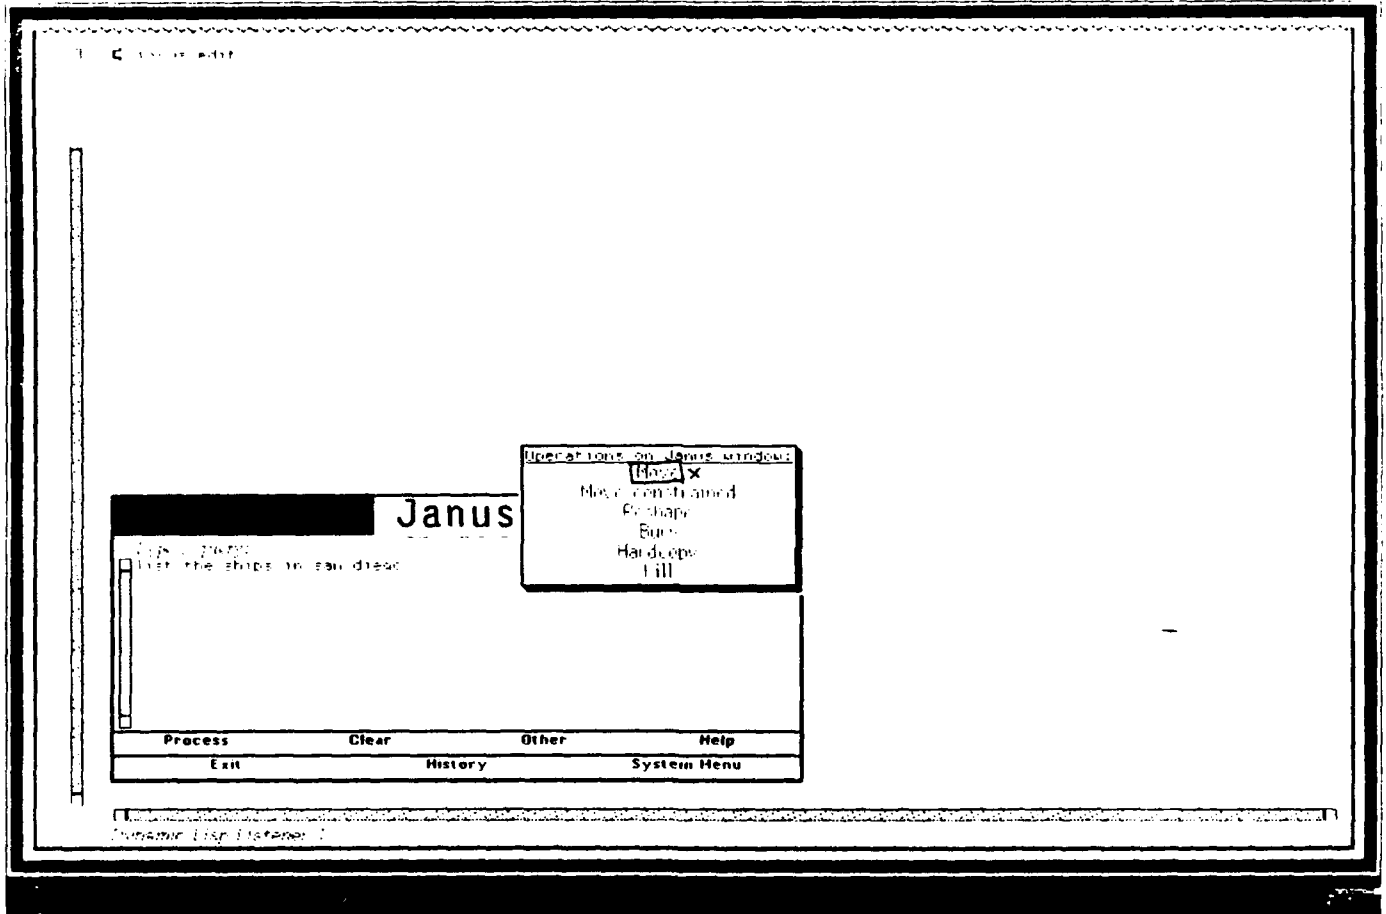 edit
Operations on Janus window:
Move
Move constrained
Reshape
Bury
Hardcopy
Kill
Janus
list the ships in san diego
Process Clear Other Help
Exit History System Menu
Dynamic Lisp Listener 1